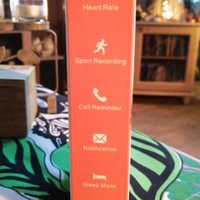 Heart Rate
Sport Recording
Call Reminder
Notification
Sleep Mode